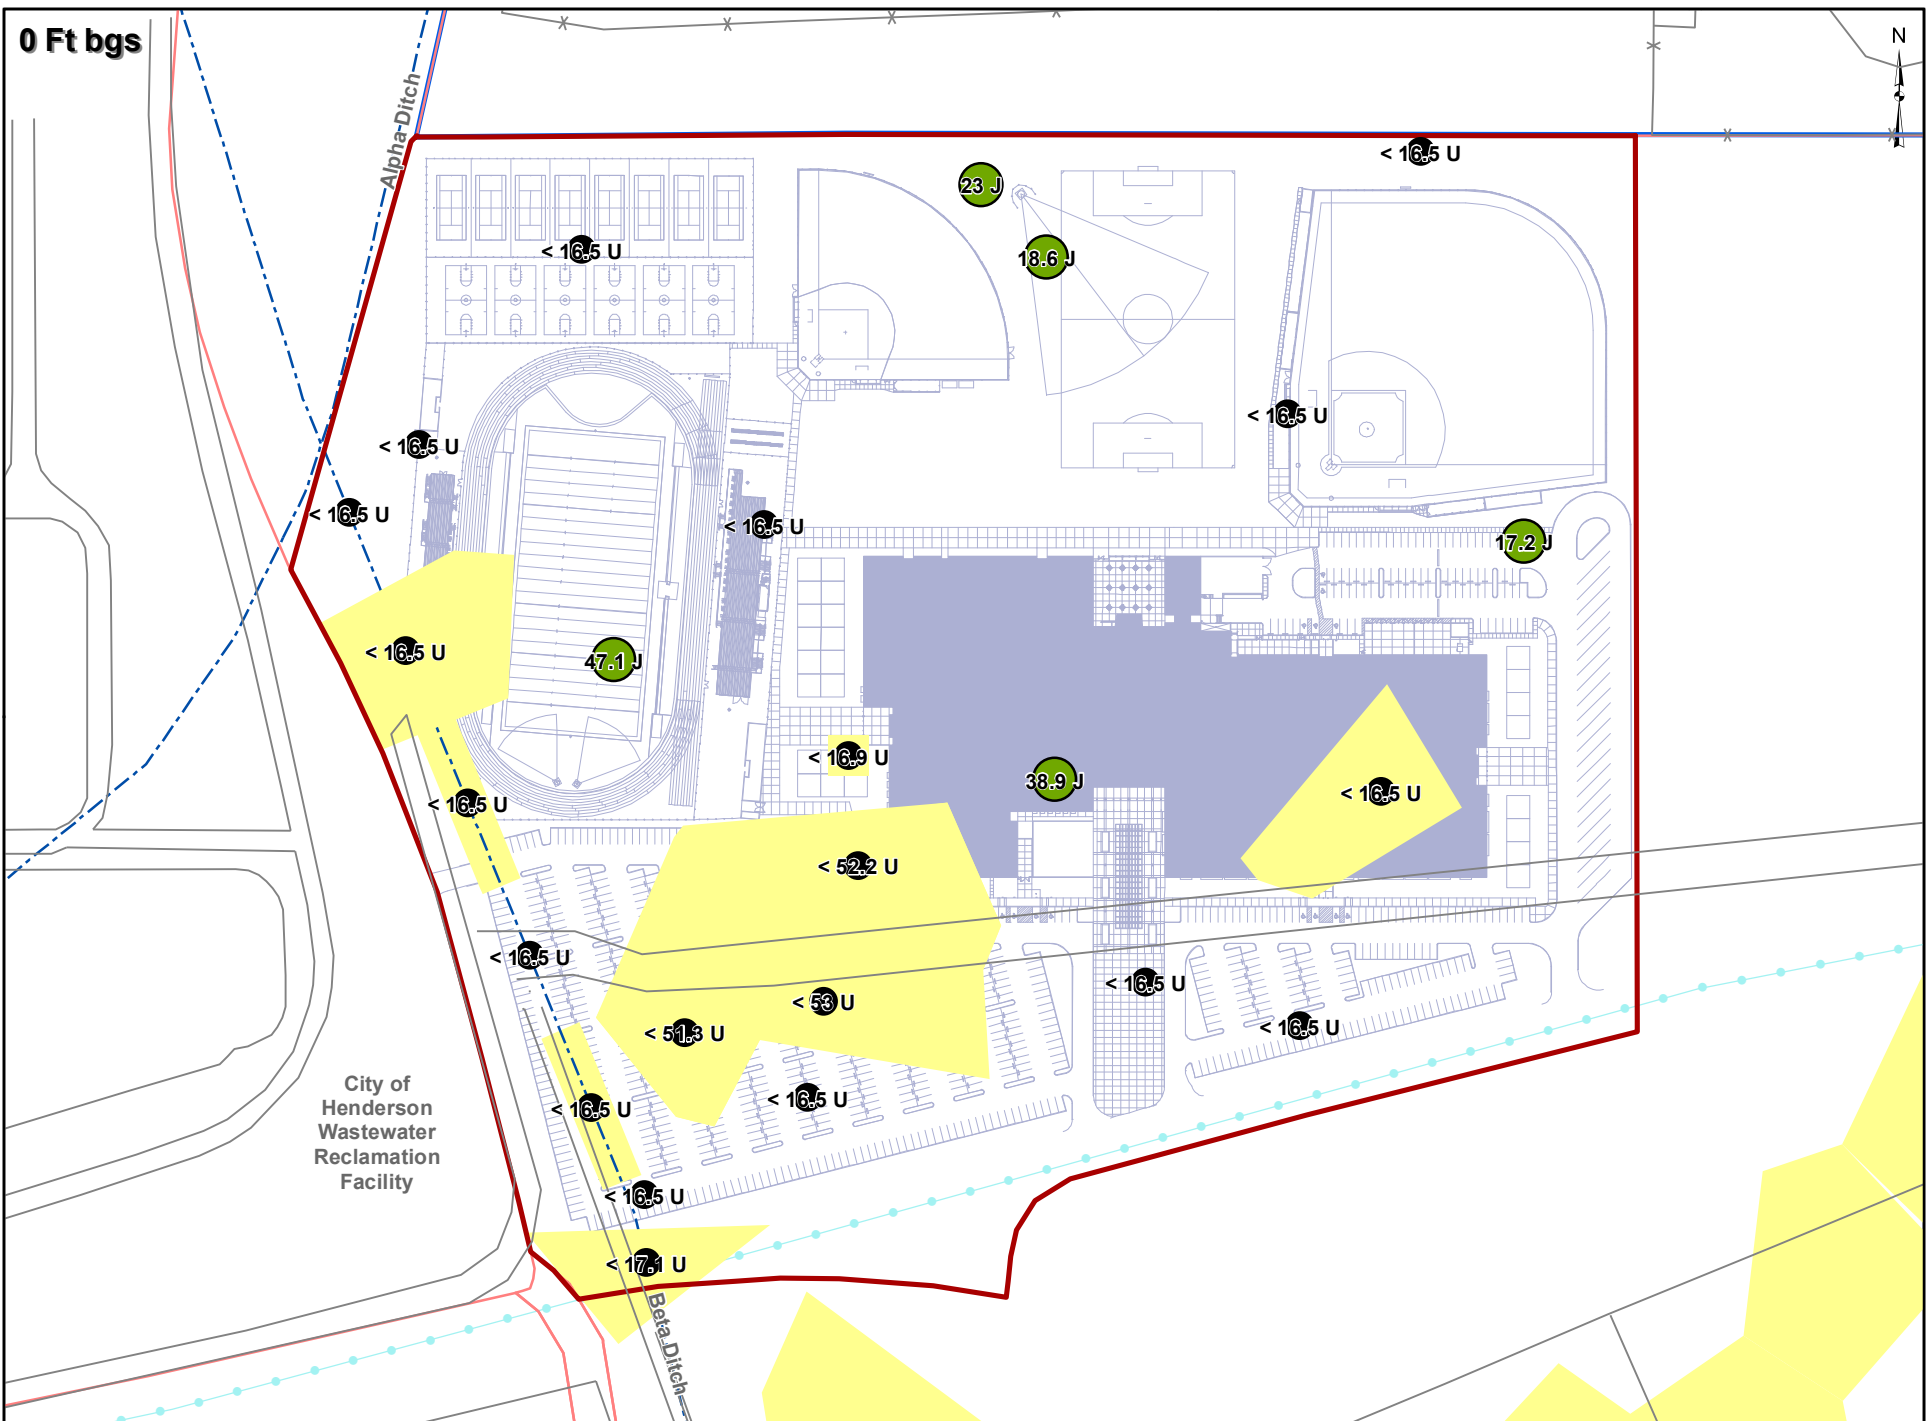 0 Ft bgs
N
Alpha Ditch
< 16.5 U
23 J
< 16.5 U
18.6 J
< 16.5 U
< 16.5 U
< 16.5 U
< 16.5 U
17.2 J
< 16.5 U
47.1 J
< 16.9 U
38.9 J
< 16.5 U
< 16.5 U
< 52.2 U
< 16.5 U
< 16.5 U
< 53 U
< 51.3 U
< 16.5 U
< 16.5 U
< 16.5 U
City of
Henderson
Wastewater
Reclamation
Facility
< 16.5 U
< 17.1 U
Beta Ditch